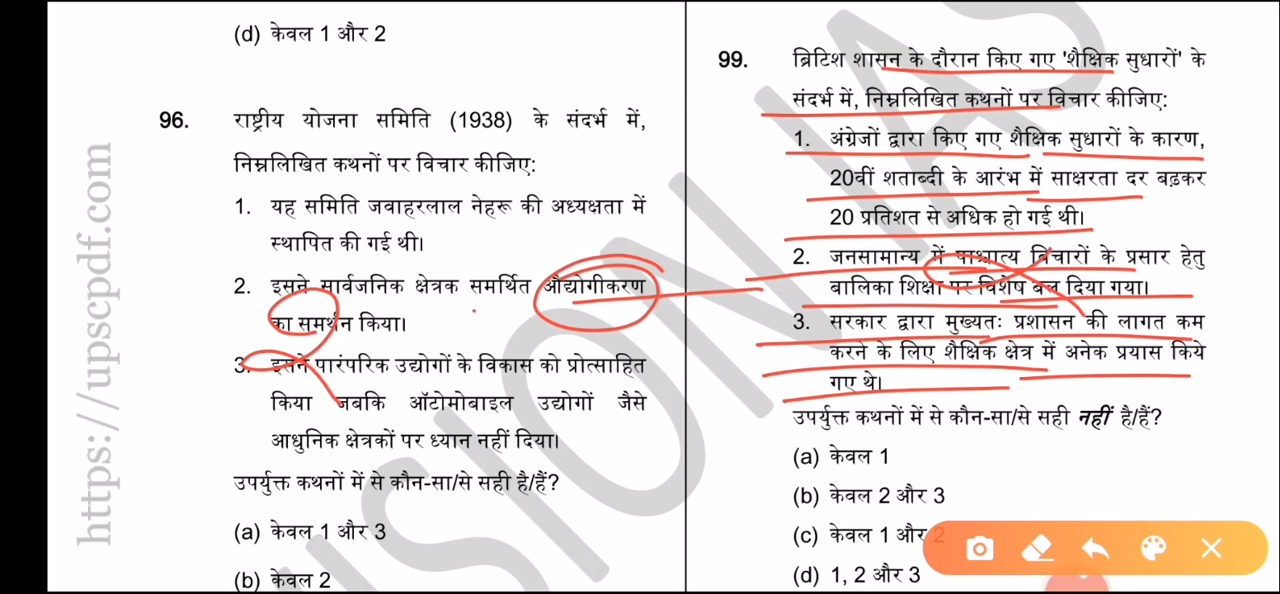 (d) केवल 1 और 2
96. राष्ट्रीय योजना समिति (1938) के संदर्भ में,
निम्नलिखित कथनों पर विचार कीजिए:
1. यह समिति जवाहरलाल नेहरू की अध्यक्षता में
स्थापित की गई थी।
2. इसने सार्वजनिक क्षेत्रक समर्थित औद्योगीकरण
का समर्थन किया।
3. इसने पारंपरिक उद्योगों के विकास को प्रोत्साहित
किया जबकि ऑटोमोबाइल उद्योगों जैसे
आधुनिक क्षेत्रकों पर ध्यान नहीं दिया।
उपर्युक्त कथनों में से कौन-सा/से सही है/हैं?
(a) केवल 1 और 3
(b) केवल 2
99. ब्रिटिश शासन के दौरान किए गए 'शैक्षिक सुधारों' के
संदर्भ में, निम्नलिखित कथनों पर विचार कीजिए:
1. अंग्रेजों द्वारा किए गए शैक्षिक सुधारों के कारण,
20वीं शताब्दी के आरंभ में साक्षरता दर बढ़कर
20 प्रतिशत से अधिक हो गई थी।
2. जनसामान्य में पाश्चात्य विचारों के प्रसार हेतु
बालिका शिक्षा पर विशेष बल दिया गया।
3. सरकार द्वारा मुख्यतः प्रशासन की लागत कम
करने के लिए शैक्षिक क्षेत्र में अनेक प्रयास किये
गए थे।
उपर्युक्त कथनों में से कौन-सा/से सही नहीं है/हैं?
(a) केवल 1
(b) केवल 2 और 3
(c) केवल 1 और 2
(d) 1, 2 और 3
https://upscpdf.com
VISION IAS